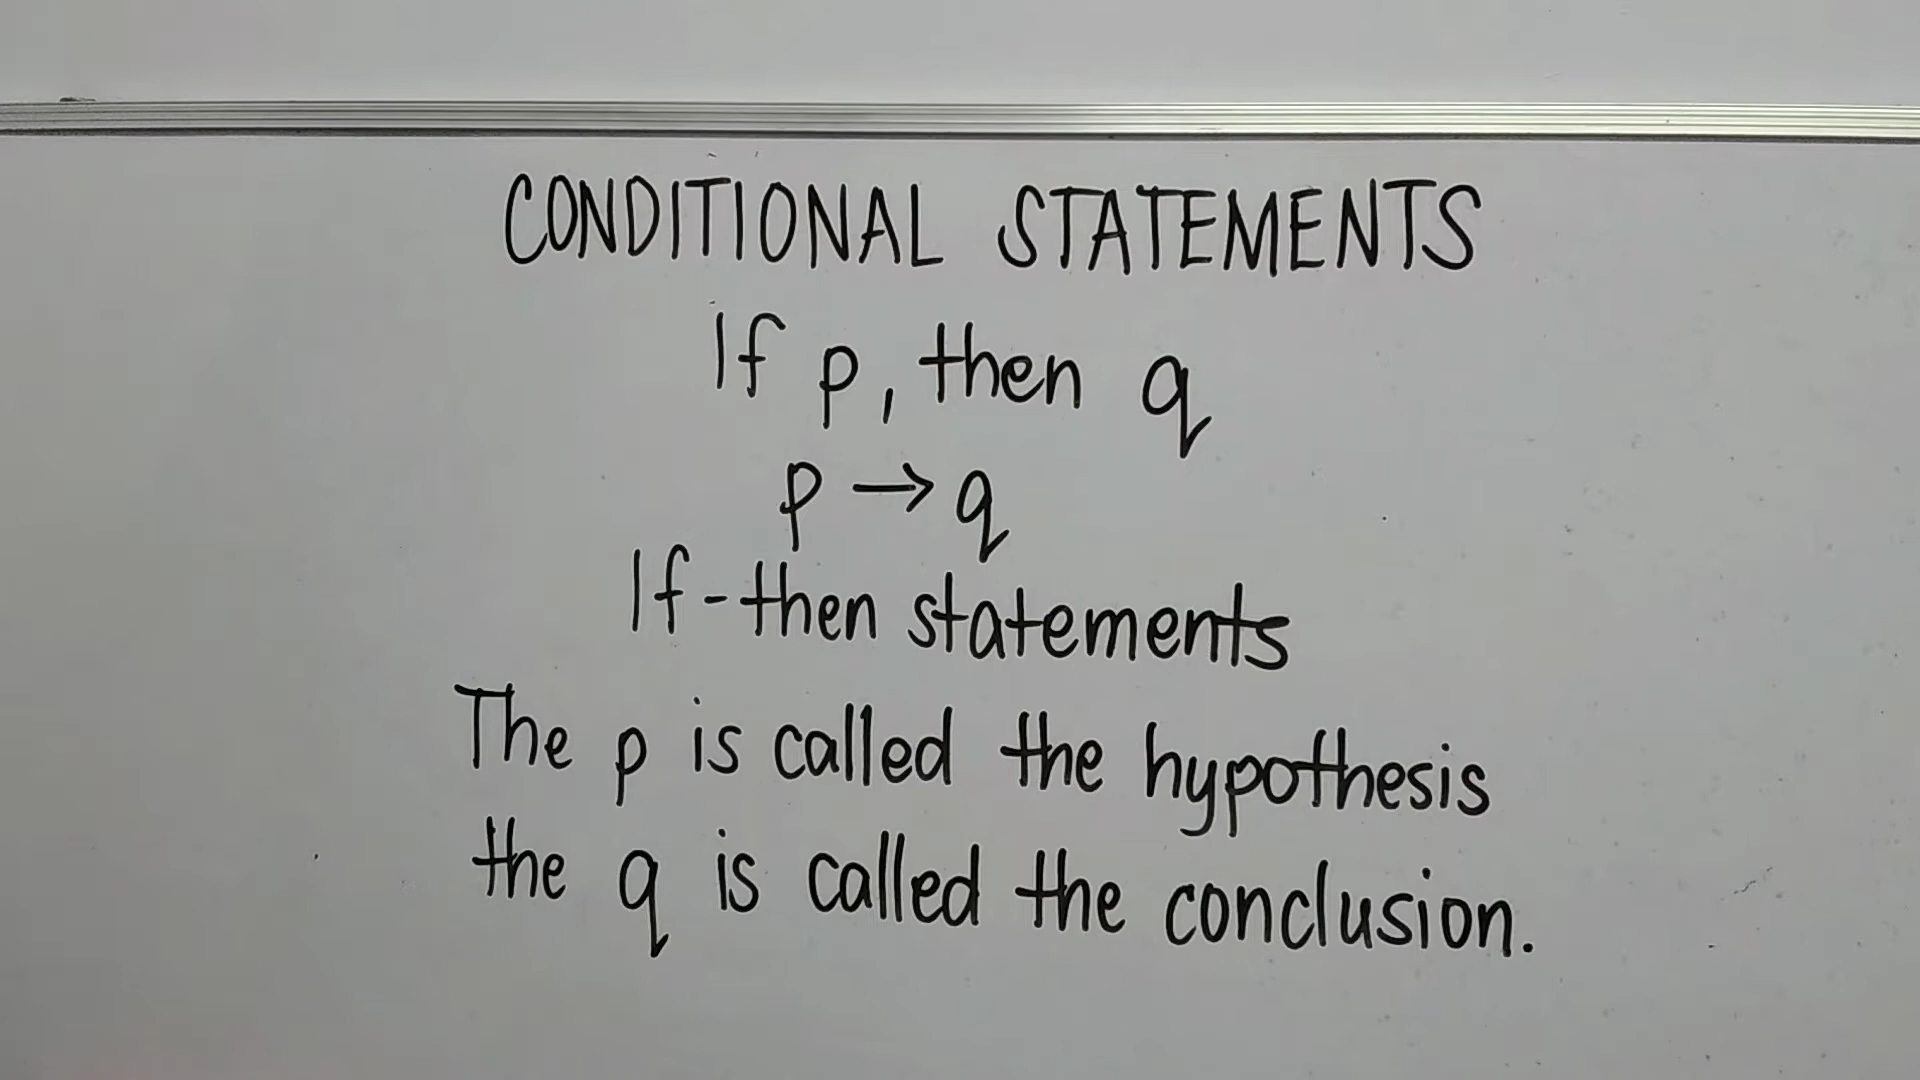 CONDITIONAL STATEMENTS
If p, then q
p → q
If-then statements
The p is called the hypothesis
the q is called the conclusion.